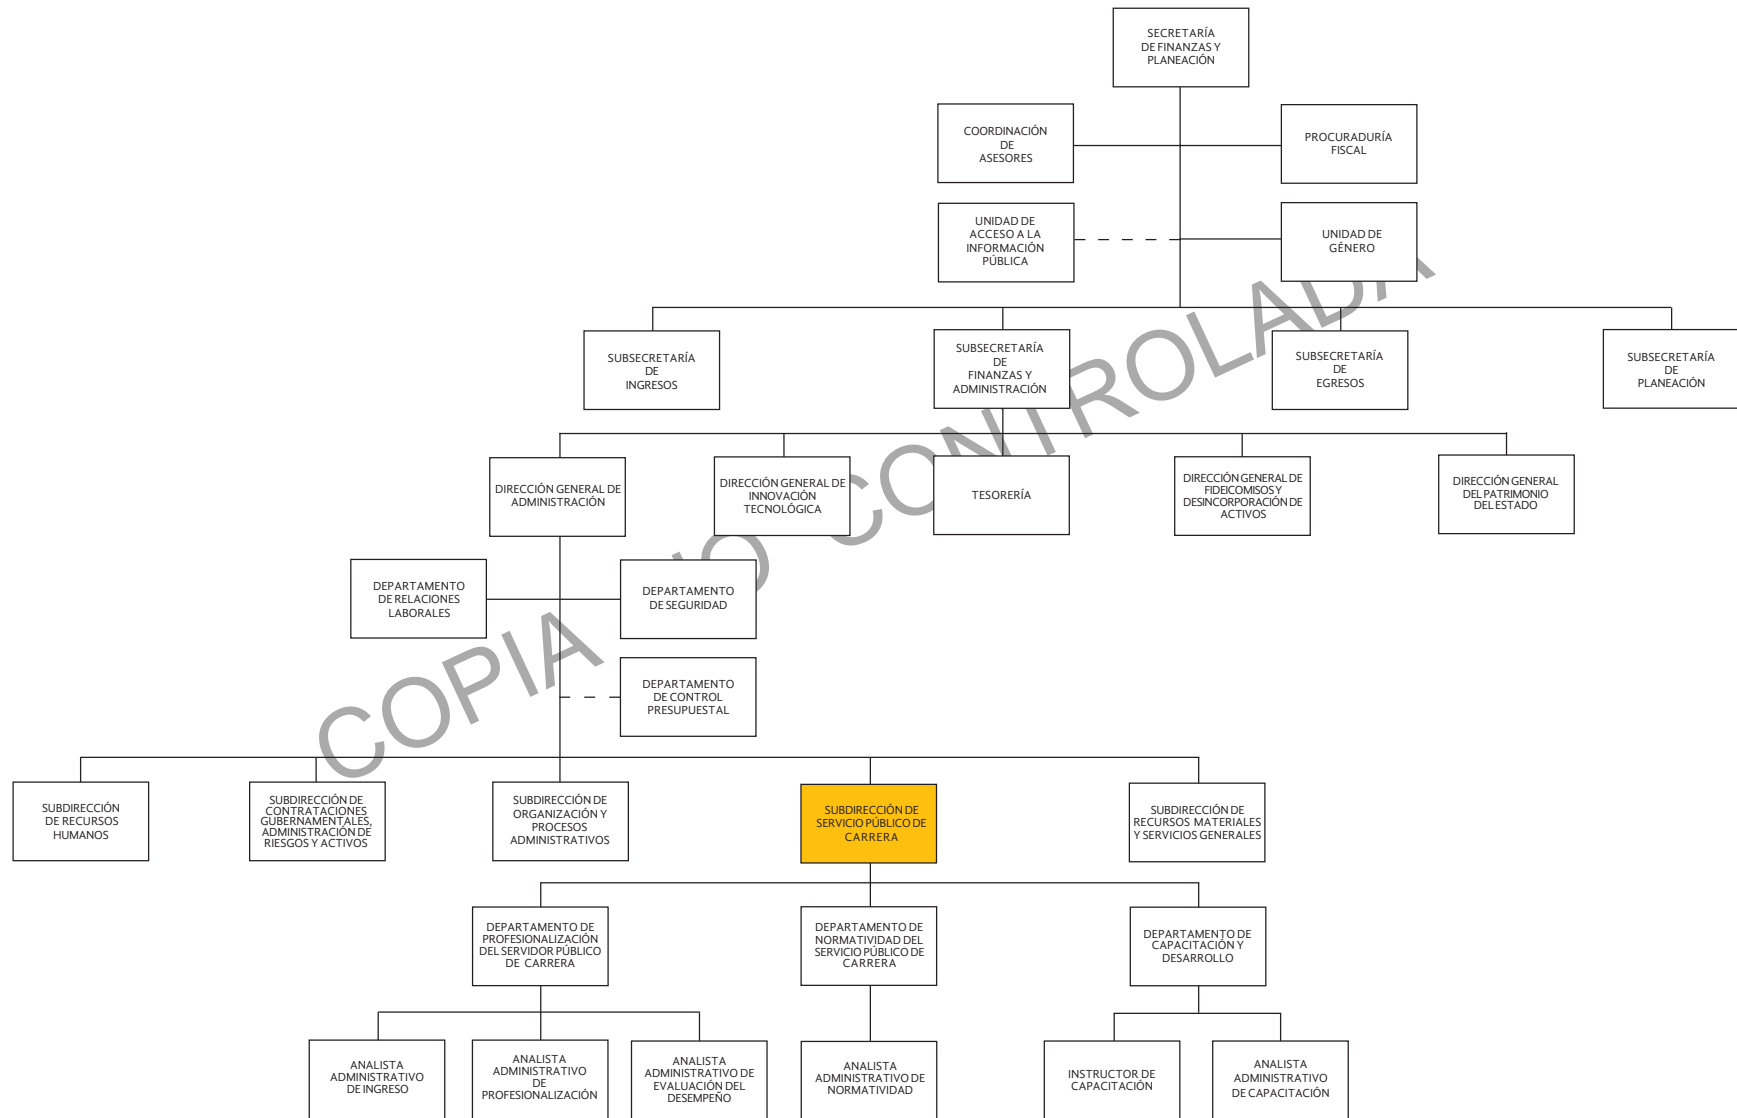 SECRETARÍA
DE FINANZAS Y
PLANEACIÓN
COORDINACIÓN
DE
ASESORES
PROCURADURÍA
FISCAL
UNIDAD DE
ACCESO A LA
INFORMACIÓN
PÚBLICA
UNIDAD DE
GÉNERO
SUBSECRETARÍA
DE
INGRESOS
SUBSECRETARÍA
DE
FINANZAS Y
ADMINISTRACIÓN
SUBSECRETARÍA
DE
EGRESOS
SUBSECRETARÍA
DE
PLANEACIÓN
DIRECCIÓN GENERAL DE
ADMINISTRACIÓN
DIRECCIÓN GENERAL DE
INNOVACIÓN
TECNOLÓGICA
TESORERÍA
DIRECCIÓN GENERAL DE
FIDEICOMISOS Y
DESINCORPORACIÓN DE
ACTIVOS
DIRECCIÓN GENERAL
DEL PATRIMONIO
DEL ESTADO
DEPARTAMENTO
DE RELACIONES
LABORALES
DEPARTAMENTO
DE SEGURIDAD
DEPARTAMENTO
DE CONTROL
PRESUPUESTAL
COPIA NO CONTROLADA
SUBDIRECCIÓN
DE RECURSOS
HUMANOS
SUBDIRECCIÓN DE
CONTRATACIONES
GUBERNAMENTALES,
ADMINISTRACIÓN DE
RIESGOS Y ACTIVOS
SUBDIRECCIÓN DE
ORGANIZACIÓN Y
PROCESOS
ADMINISTRATIVOS
SUBDIRECCIÓN DE
SERVICIO PÚBLICO DE
CARRERA
SUBDIRECCIÓN DE
RECURSOS MATERIALES
Y SERVICIOS GENERALES
DEPARTAMENTO DE
PROFESIONALIZACIÓN
DEL SERVIDOR PÚBLICO
DE CARRERA
DEPARTAMENTO DE
NORMATIVIDAD DEL
SERVICIO PÚBLICO DE
CARRERA
DEPARTAMENTO DE
CAPACITACIÓN Y
DESARROLLO
ANALISTA
ADMINISTRATIVO
DE INGRESO
ANALISTA
ADMINISTRATIVO
DE
PROFESIONALIZACIÓN
ANALISTA
ADMINISTRATIVO DE
EVALUACIÓN DEL
DESEMPEÑO
ANALISTA
ADMINISTRATIVO DE
NORMATIVIDAD
INSTRUCTOR DE
CAPACITACIÓN
ANALISTA
ADMINISTRATIVO
DE CAPACITACIÓN